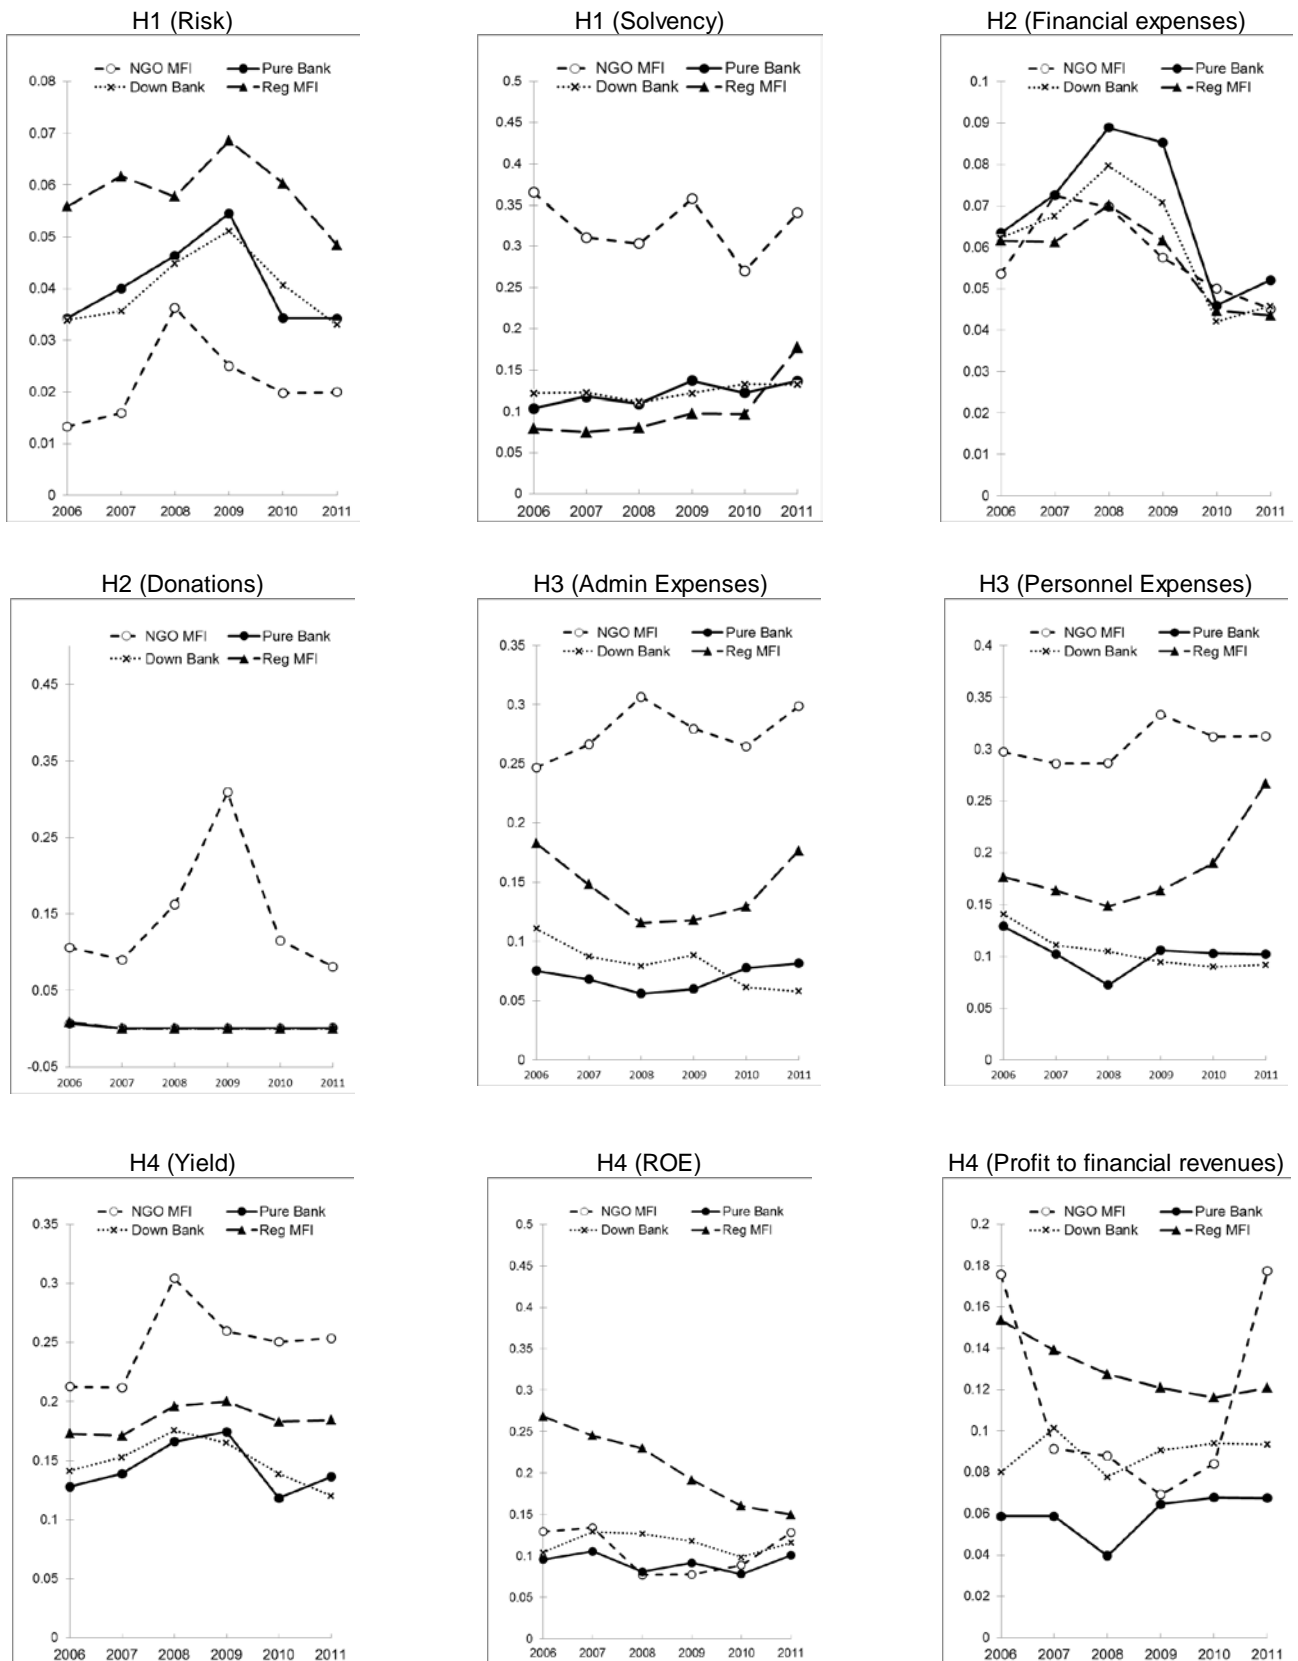 H1 (Risk)
NGO MFI Pure Bank
Down Bank Reg MFI
0.08
0.07
0.06
0.05
0.04
0.03
0.02
0.01
0
2006 2007 2008 2009 2010 2011
H1 (Solvency)
NGO MFI Pure Bank
Down Bank Reg MFI
0.5
0.45
0.4
0.35
0.3
0.25
0.2
0.15
0.1
0.05
0
2006 2007 2008 2009 2010 2011
H2 (Financial expenses)
NGO MFI Pure Bank
Down Bank Reg MFI
0.1
0.09
0.08
0.07
0.06
0.05
0.04
0.03
0.02
0.01
0
2006 2007 2008 2009 2010 2011
H2 (Donations)
NGO MFI Pure Bank
Down Bank Reg MFI
0.45
0.35
0.25
0.15
0.05
-0.05
2006 2007 2008 2009 2010 2011
H3 (Admin Expenses)
NGO MFI Pure Bank
Down Bank Reg MFI
0.35
0.3
0.25
0.2
0.15
0.1
0.05
0
2006 2007 2008 2009 2010 2011
H3 (Personnel Expenses)
NGO MFI Pure Bank
Down Bank Reg MFI
0.4
0.35
0.3
0.25
0.2
0.15
0.1
0.05
0
2006 2007 2008 2009 2010 2011
H4 (Yield)
NGO MFI Pure Bank
Down Bank Reg MFI
0.35
0.3
0.25
0.2
0.15
0.1
0.05
0
2006 2007 2008 2009 2010 2011
H4 (ROE)
NGO MFI Pure Bank
Down Bank Reg MFI
0.5
0.45
0.4
0.35
0.3
0.25
0.2
0.15
0.1
0.05
0
2006 2007 2008 2009 2010 2011
H4 (Profit to financial revenues)
NGO MFI Pure Bank
Down Bank Reg MFI
0.2
0.18
0.16
0.14
0.12
0.1
0.08
0.06
0.04
0.02
0
2006 2007 2008 2009 2010 2011